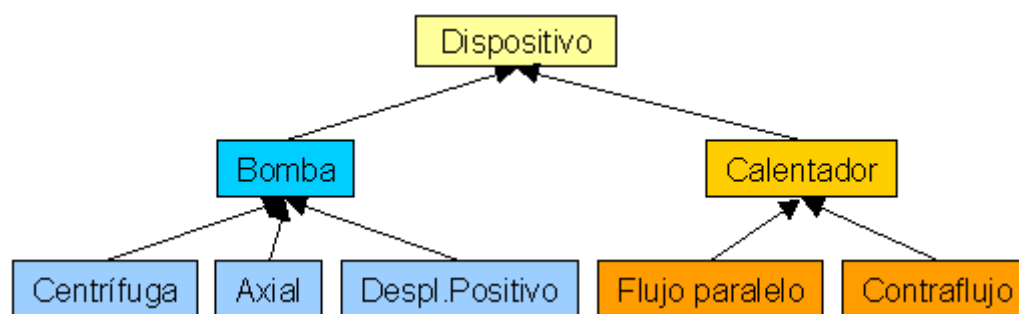 Dispositivo
Bomba
Calentador
Centrífuga
Axial
Despl.Positivo
Flujo paralelo
Contraflujo